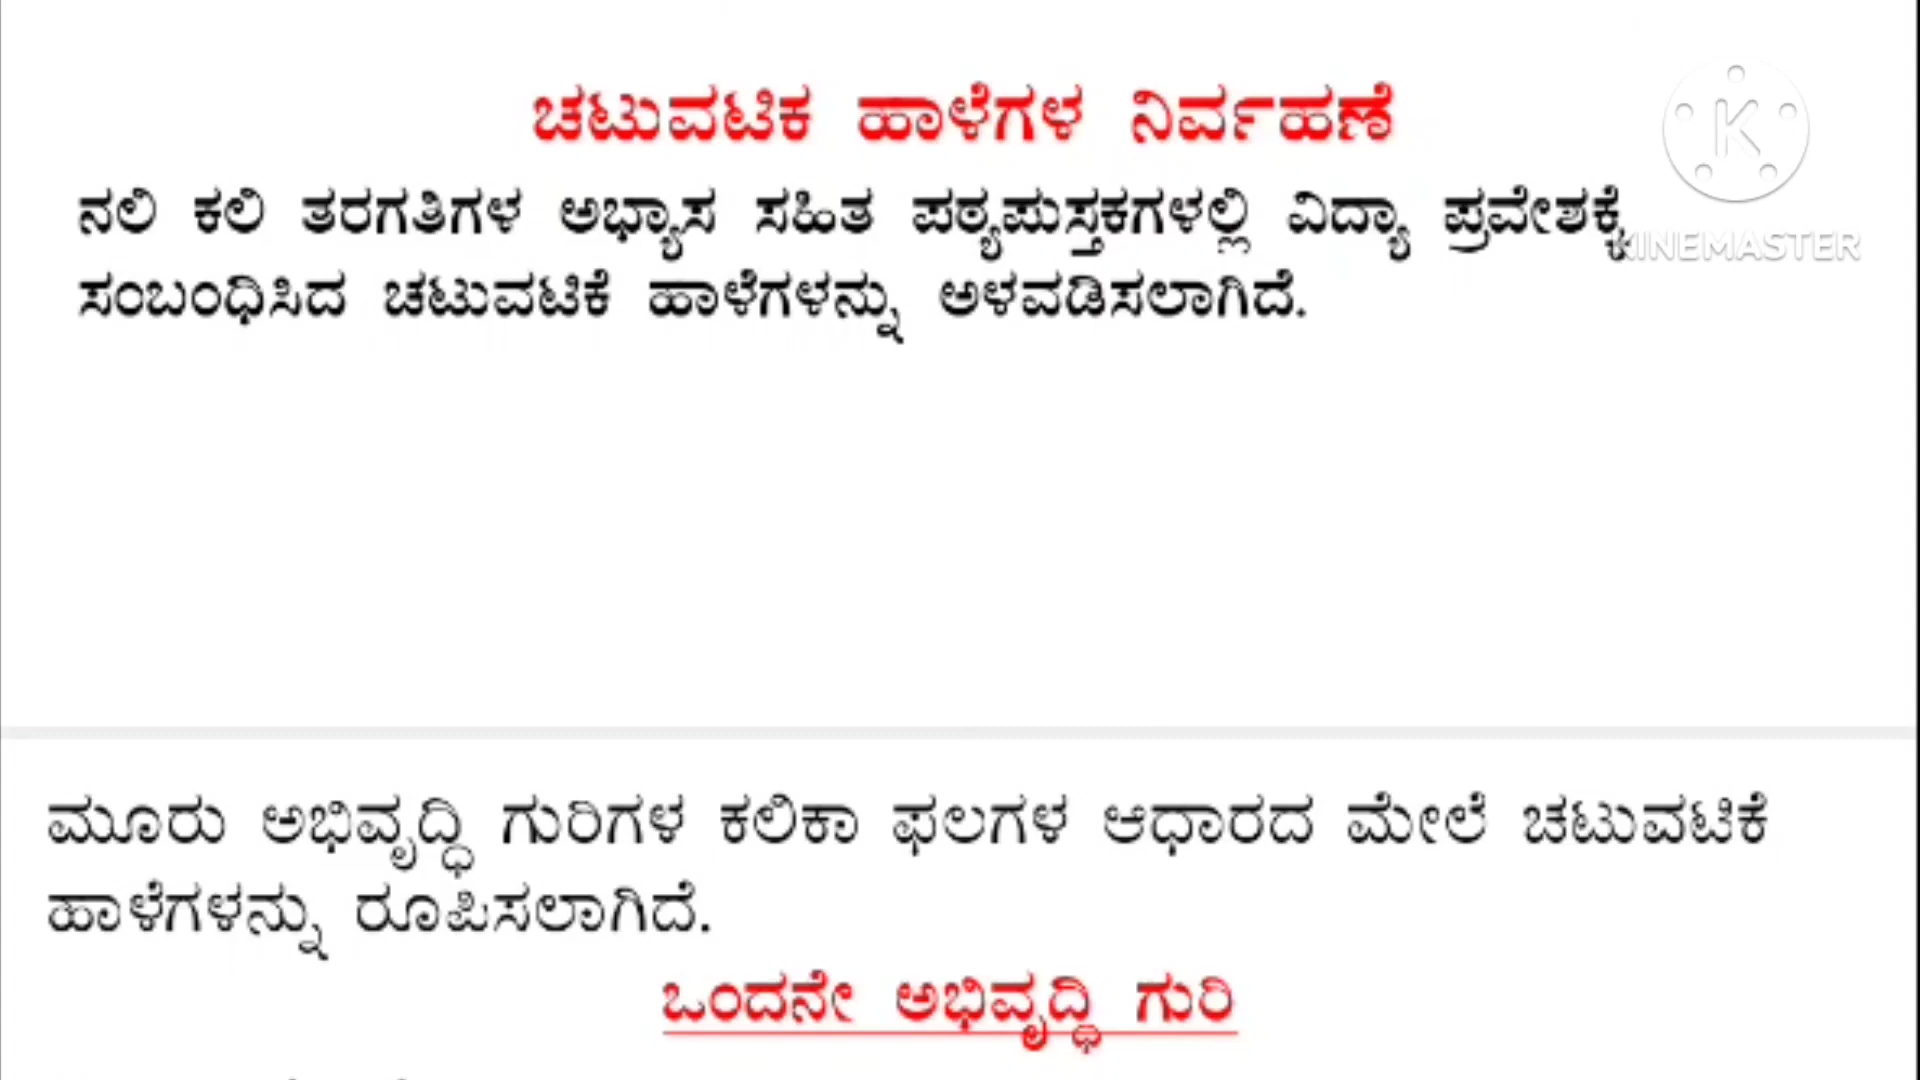 ಚಟುವಟಿಕ ಹಾಳೆಗಳ ನಿರ್ವಹಣೆ
ನಲಿ ಕಲಿ ತರಗತಿಗಳ ಅಭ್ಯಾಸ ಸಹಿತ ಪಠ್ಯಪುಸ್ತಕಗಳಲ್ಲಿ ವಿದ್ಯಾ ಪ್ರವೇಶಕ್ಕೆ
ಸಂಬಂಧಿಸಿದ ಚಟುವಟಿಕೆ ಹಾಳೆಗಳನ್ನು ಅಳವಡಿಸಲಾಗಿದೆ.
K
KINEMASTER
ಮೂರು ಅಭಿವೃದ್ಧಿ ಗುರಿಗಳ ಕಲಿಕಾ ಫಲಗಳ ಆಧಾರದ ಮೇಲೆ ಚಟುವಟಿಕೆ
ಹಾಳೆಗಳನ್ನು ರೂಪಿಸಲಾಗಿದೆ.
ಒಂದನೇ ಅಭಿವೃದ್ಧಿ ಗುರಿ